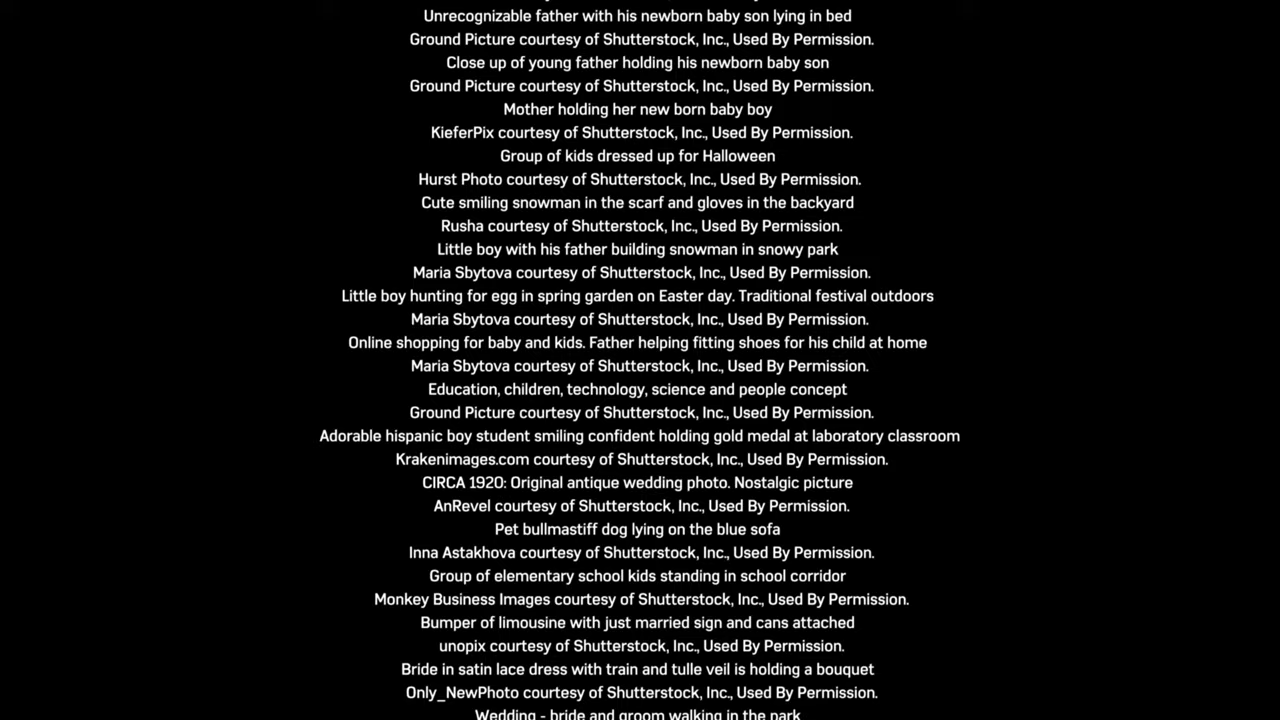 Unrecognizable father with his newborn baby son lying in bed
Ground Picture courtesy of Shutterstock, Inc., Used By Permission.
Close up of young father holding his newborn baby son
Ground Picture courtesy of Shutterstock, Inc., Used By Permission.
Mother holding her new born baby boy
KieferPix courtesy of Shutterstock, Inc., Used By Permission.
Group of kids dressed up for Halloween
Hurst Photo courtesy of Shutterstock, Inc., Used By Permission.
Cute smiling snowman in the scarf and gloves in the backyard
Rusha courtesy of Shutterstock, Inc., Used By Permission.
Little boy with his father building snowman in snowy park
Maria Sbytova courtesy of Shutterstock, Inc., Used By Permission.
Little boy hunting for egg in spring garden on Easter day. Traditional festival outdoors
Maria Sbytova courtesy of Shutterstock, Inc., Used By Permission.
Online shopping for baby and kids. Father helping fitting shoes for his child at home
Maria Sbytova courtesy of Shutterstock, Inc., Used By Permission.
Education, children, technology, science and people concept
Ground Picture courtesy of Shutterstock, Inc., Used By Permission.
Adorable hispanic boy student smiling confident holding gold medal at laboratory classroom
Krakenimages.com courtesy of Shutterstock, Inc., Used By Permission.
CIRCA 1920: Original antique wedding photo. Nostalgic picture
AnRevel courtesy of Shutterstock, Inc., Used By Permission.
Pet bullmastiff dog lying on the blue sofa
Inna Astakhova courtesy of Shutterstock, Inc., Used By Permission.
Group of elementary school kids standing in school corridor
Monkey Business Images courtesy of Shutterstock, Inc., Used By Permission.
Bumper of limousine with just married sign and cans attached
unopix courtesy of Shutterstock, Inc., Used By Permission.
Bride in satin lace dress with train and tulle veil is holding a bouquet
Only_NewPhoto courtesy of Shutterstock, Inc., Used By Permission.
Wedding - bride and groom walking in the park